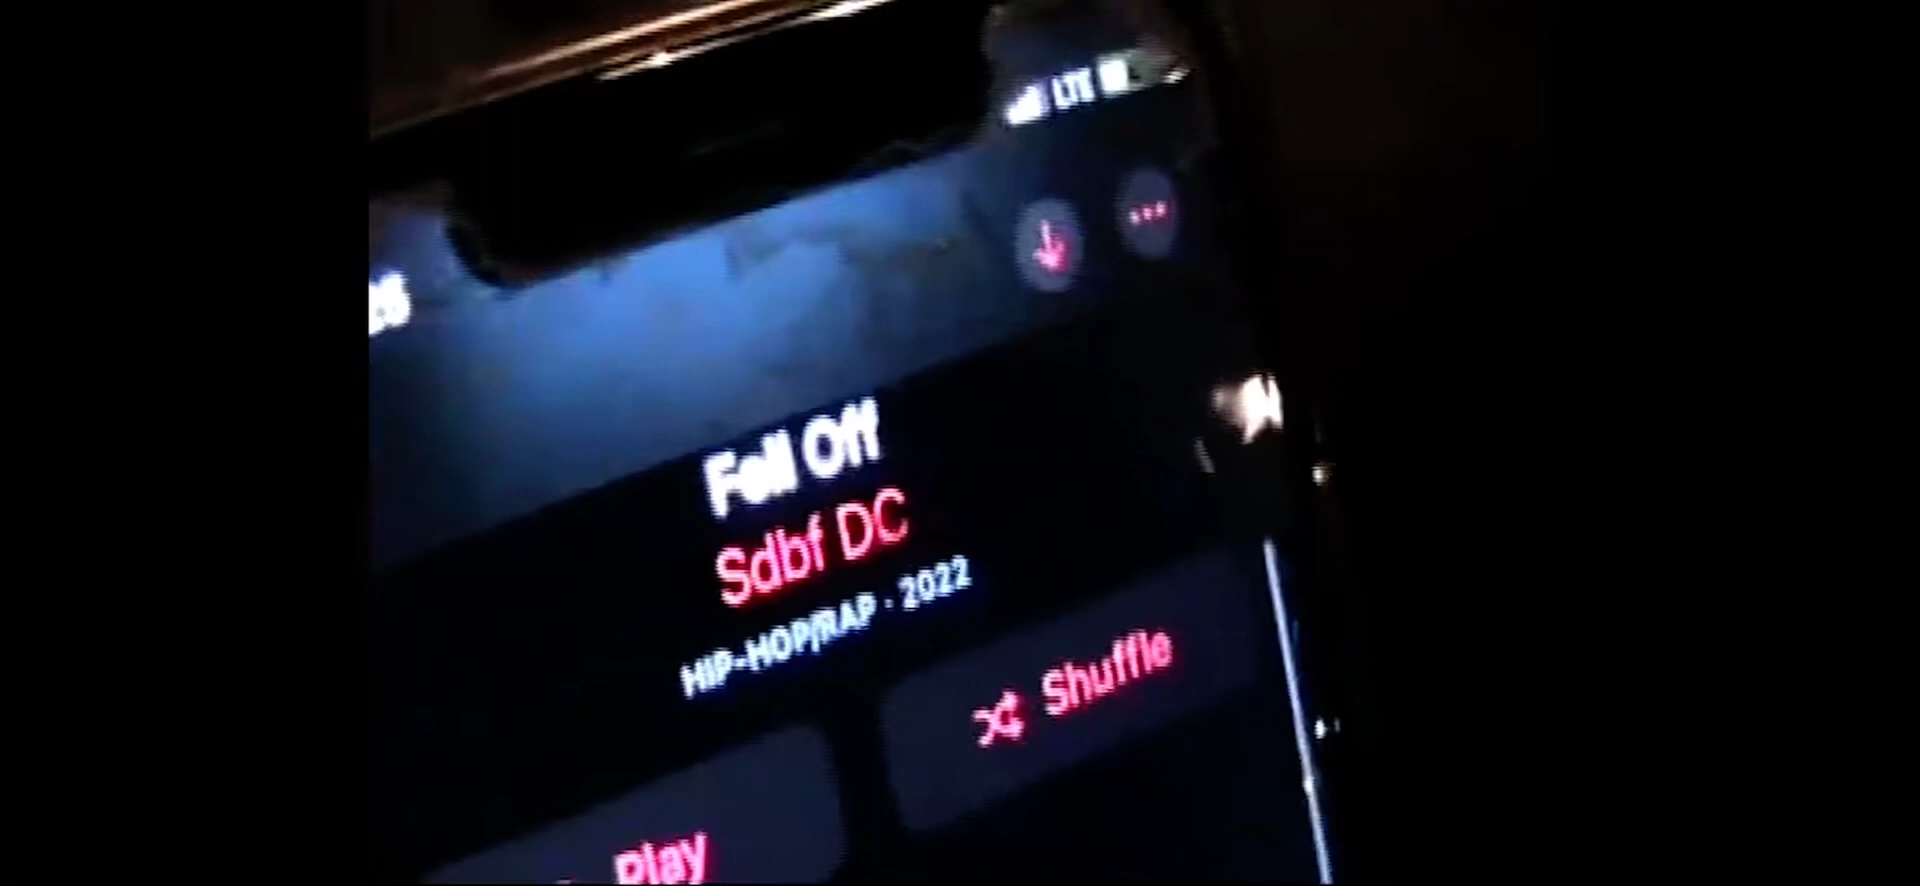 LTE
Fell Off
Sdbf DC
HIP-HOP/RAP · 2022
Shuffle
Play